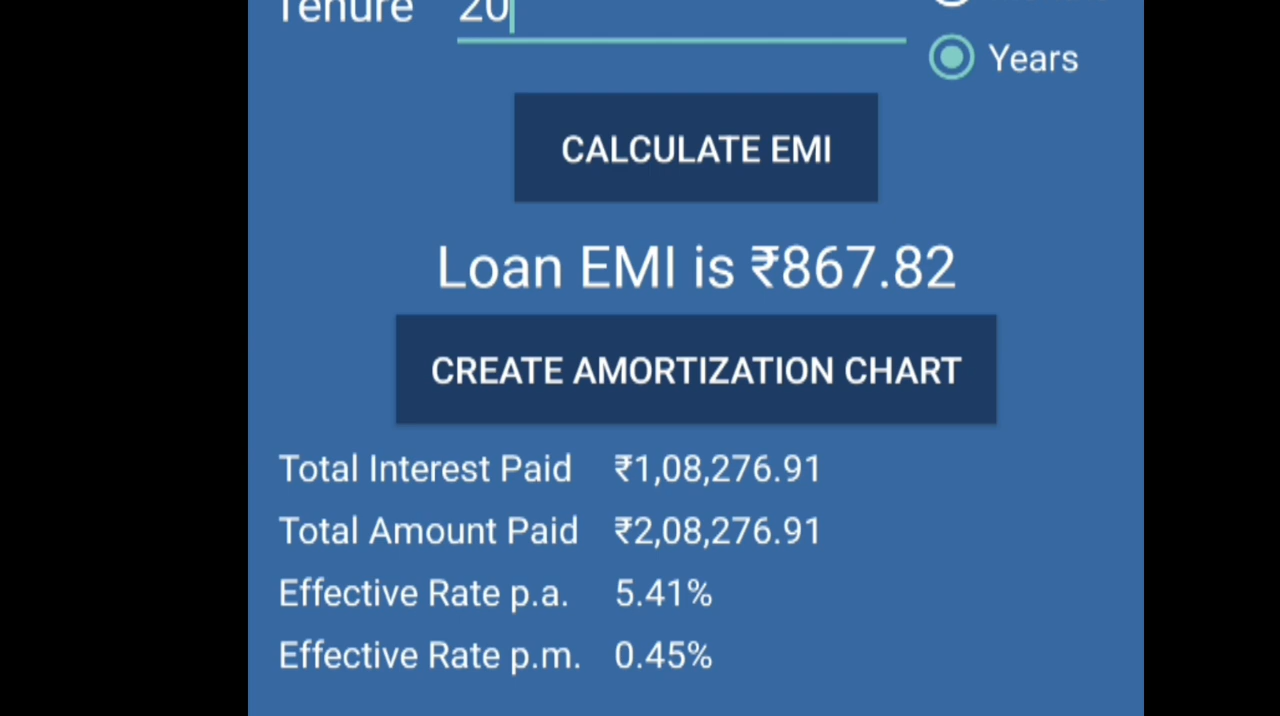 Tenure 20
Years
CALCULATE EMI
Loan EMI is ₹867.82
CREATE AMORTIZATION CHART
Total Interest Paid ₹1,08,276.91
Total Amount Paid ₹2,08,276.91
Effective Rate p.a. 5.41%
Effective Rate p.m. 0.45%